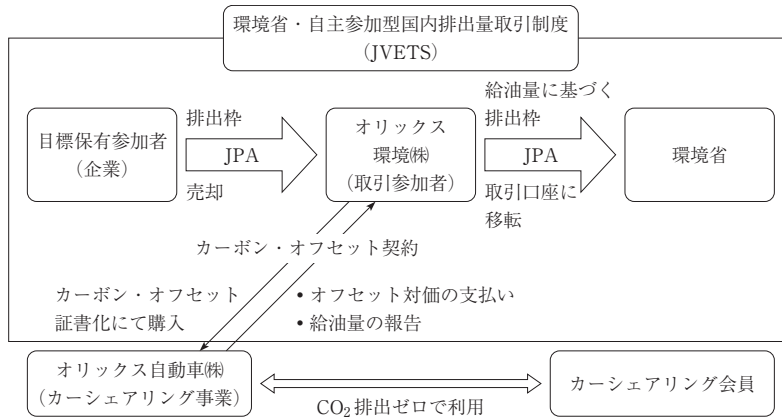 環境省・自主参加型国内排出量取引制度
（JVETS）
目標保有参加者
（企業）
排出枠
JPA
売却
オリックス
環境㈱
（取引参加者）
給油量に基づく
排出枠
JPA
取引口座に
移転
環境省
カーボン・オフセット契約
カーボン・オフセット
証書化にて購入
•オフセット対価の支払い
•給油量の報告
オリックス自動車㈱
（カーシェアリング事業）
CO₂排出ゼロで利用
カーシェアリング会員